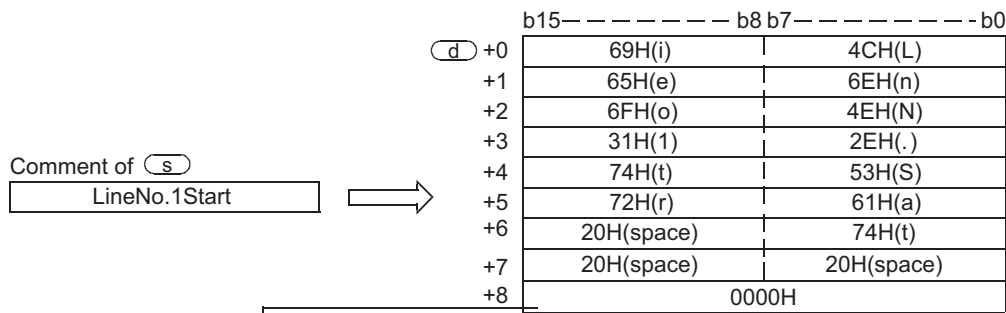 b15— — — — — — b8 b7— — — — — — - b0
d +0 69H(i) 4CH(L)
+1 65H(e) 6EH(n)
+2 6FH(o) 4EH(N)
+3 31H(1) 2EH(.)
Comment of s
+4 74H(t) 53H(S)
LineNo.1Start
+5 72H(r) 61H(a)
+6 20H(space) 74H(t)
+7 20H(space) 20H(space)
+8 0000H